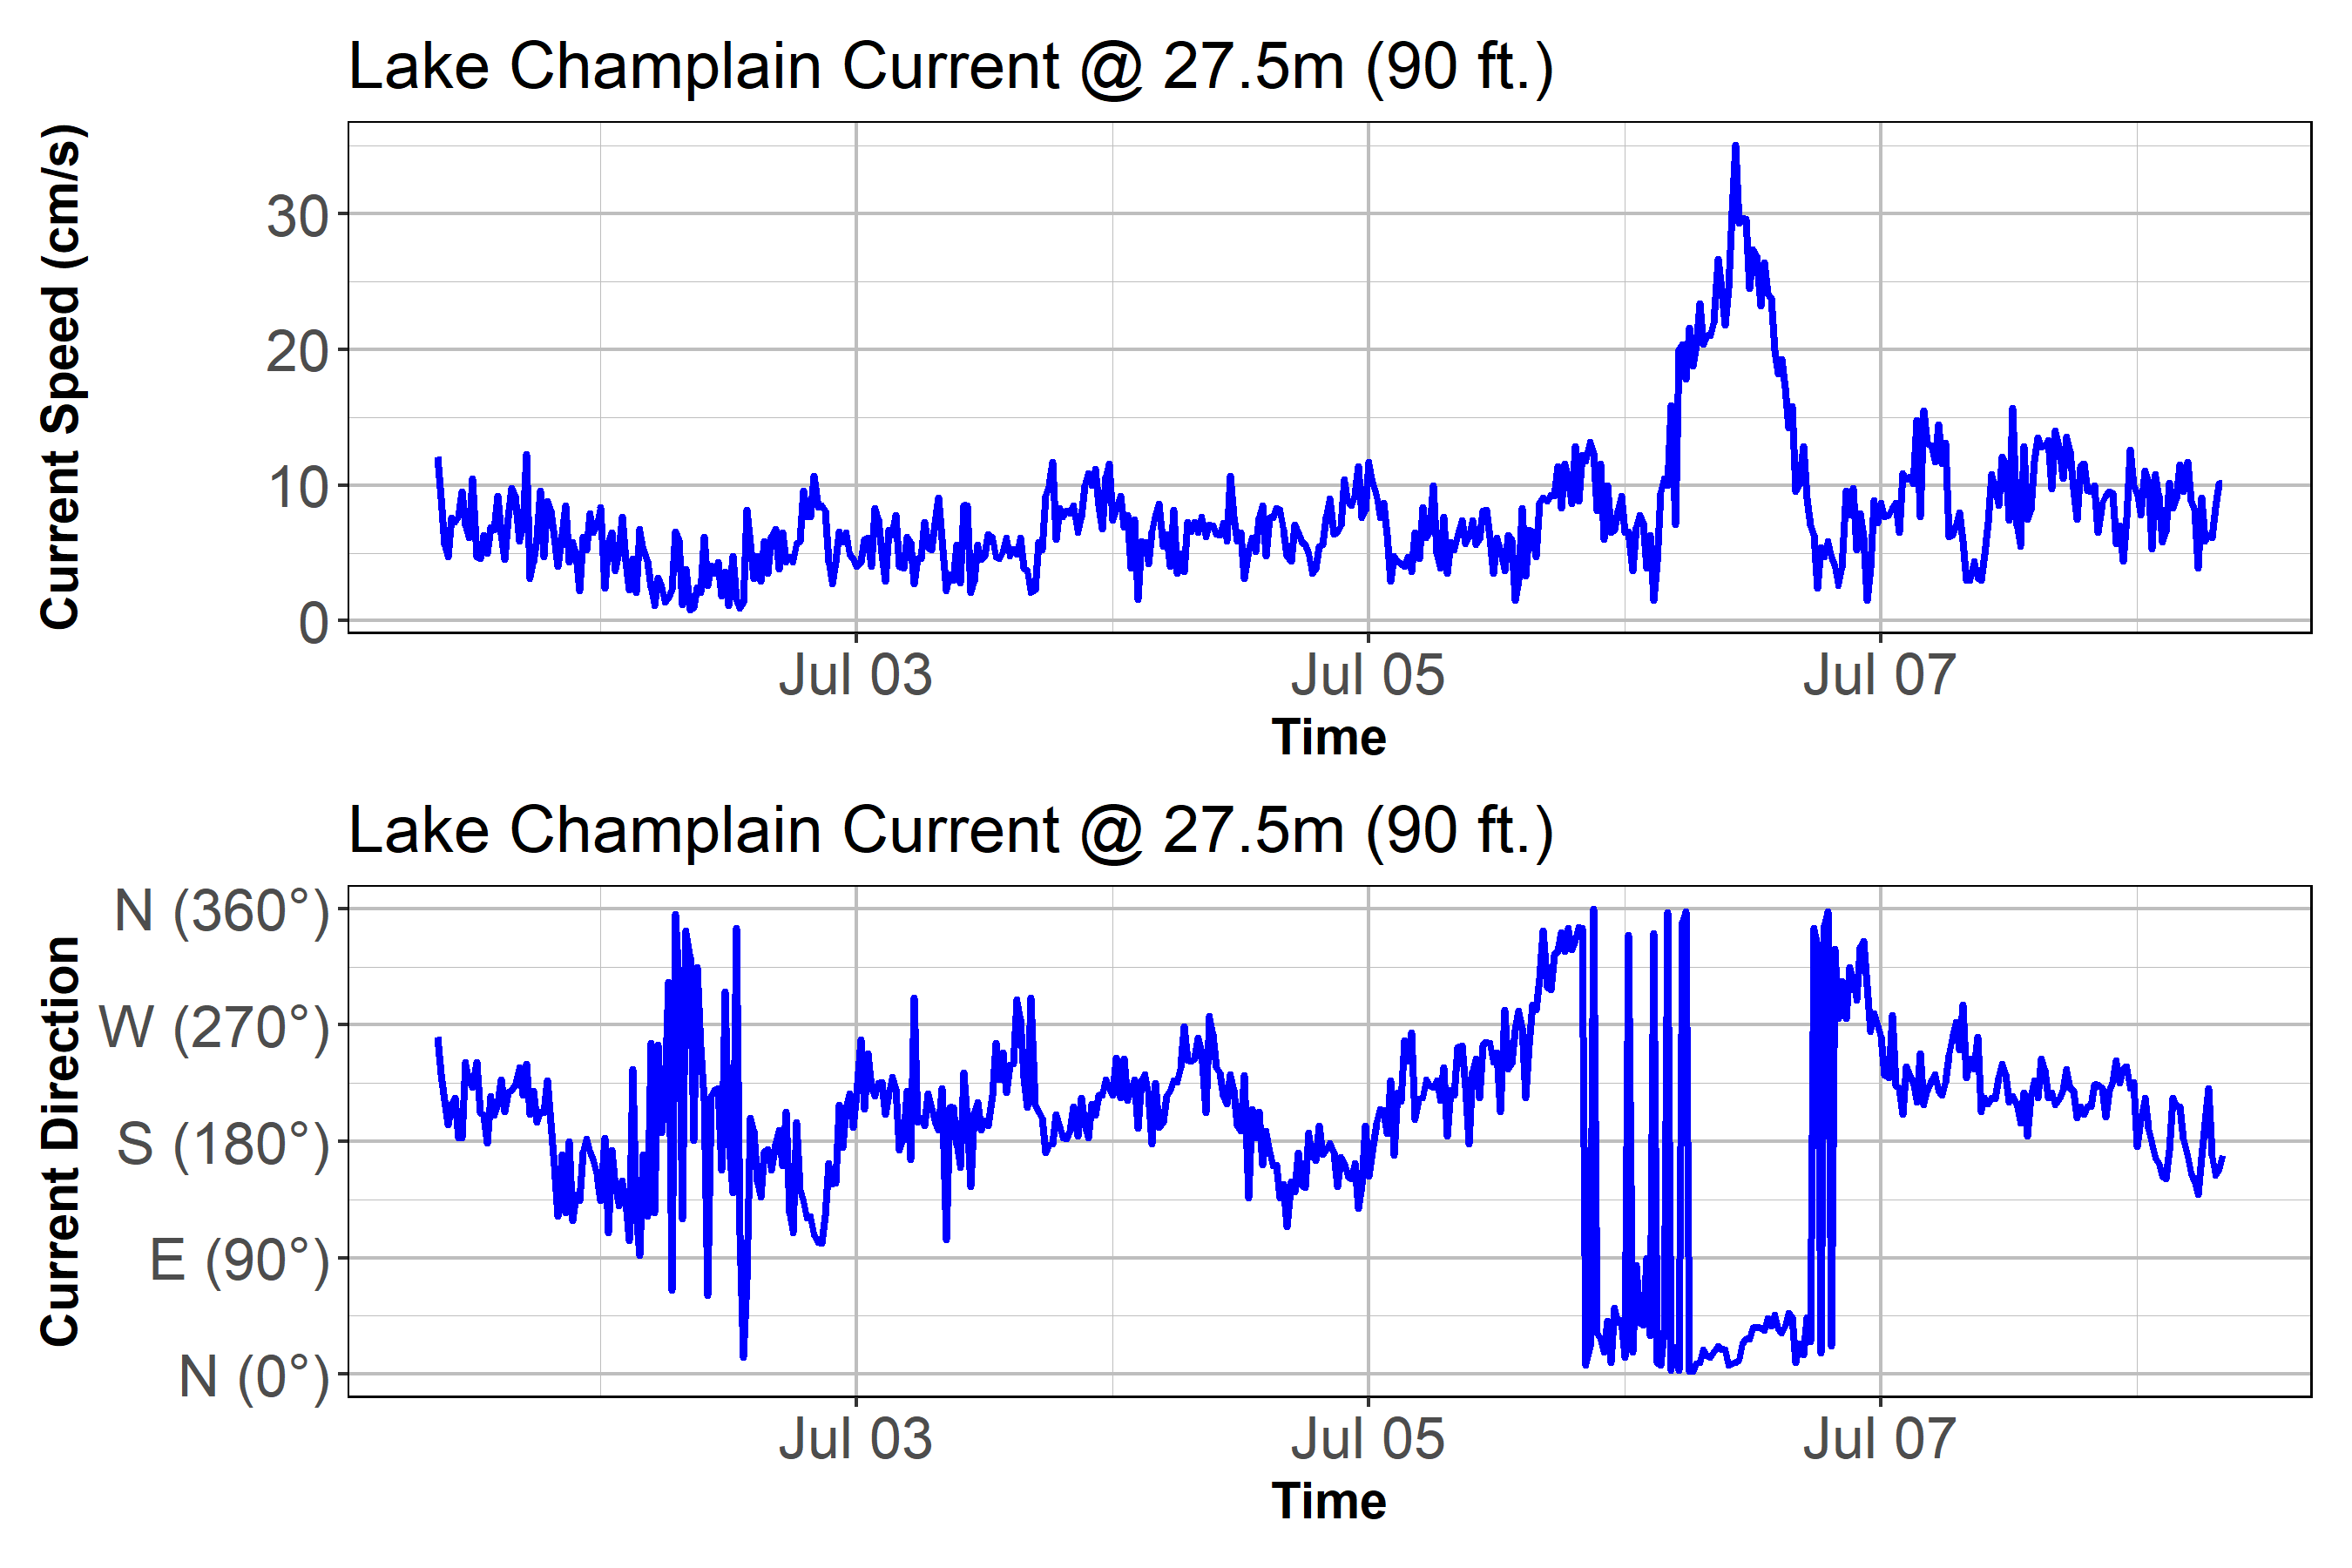 Lake Champlain Current @ 27.5m (90 ft.)
Current Speed (cm/s)
30
20
10
0
Jul 03 Jul 05 Jul 07
Time
Lake Champlain Current @ 27.5m (90 ft.)
Current Direction
N (360°)
W (270°)
S (180°)
E (90°)
N (0°)
Jul 03 Jul 05 Jul 07
Time